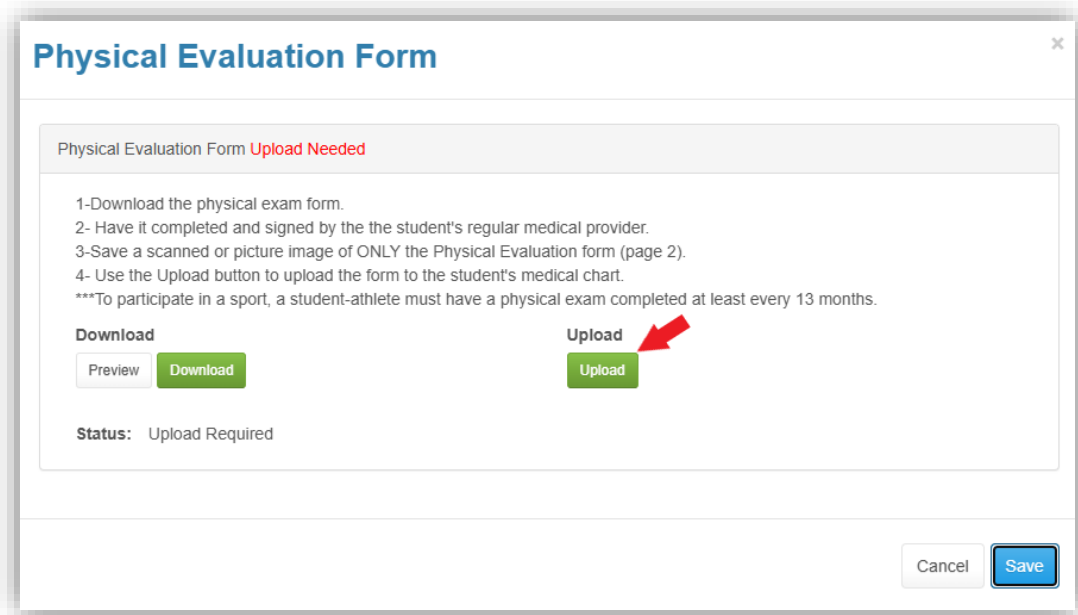 Physical Evaluation Form
×
Physical Evaluation Form Upload Needed
1-Download the physical exam form.
2- Have it completed and signed by the the student's regular medical provider.
3-Save a scanned or picture image of ONLY the Physical Evaluation form (page 2).
4- Use the Upload button to upload the form to the student's medical chart.
***To participate in a sport, a student-athlete must have a physical exam completed at least every 13 months.
Download Upload
Preview Download Upload
Status: Upload Required
Cancel Save